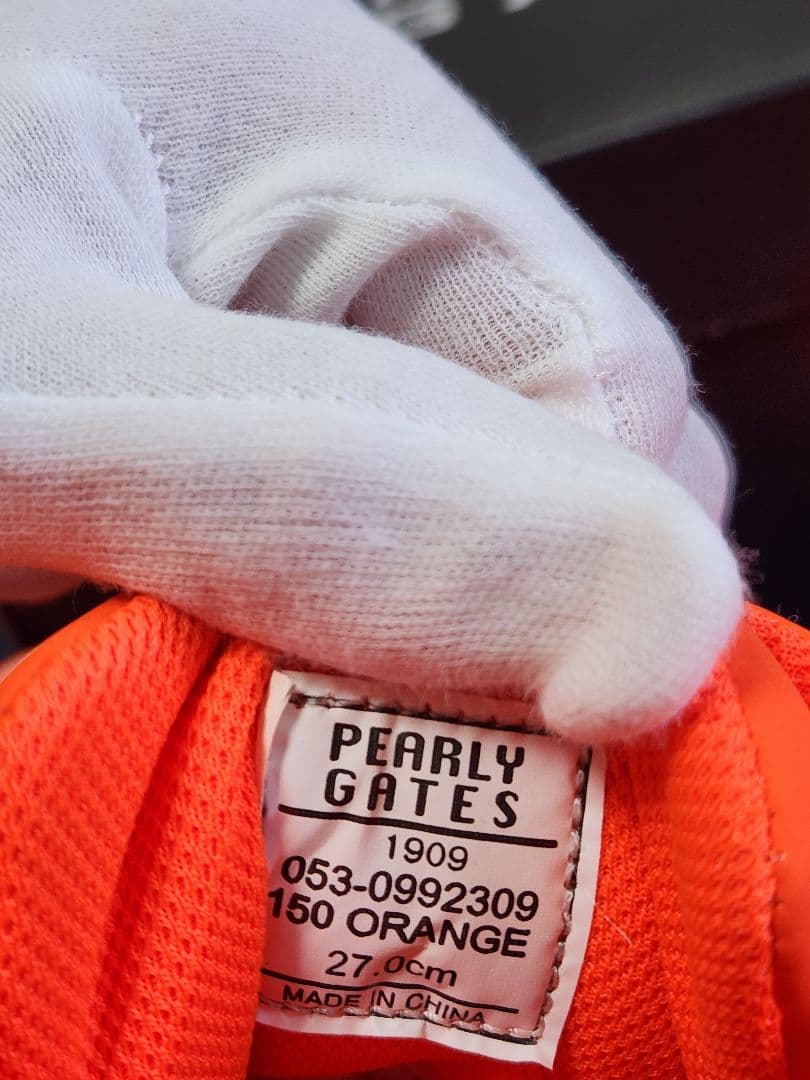 PEARLY
GATES
1909
053-0992309
150 ORANGE
27.0cm
MADE IN CHINA